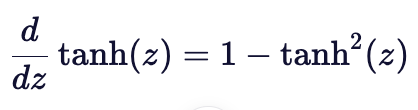 d/dz tanh(z) = 1 − tanh²(z)